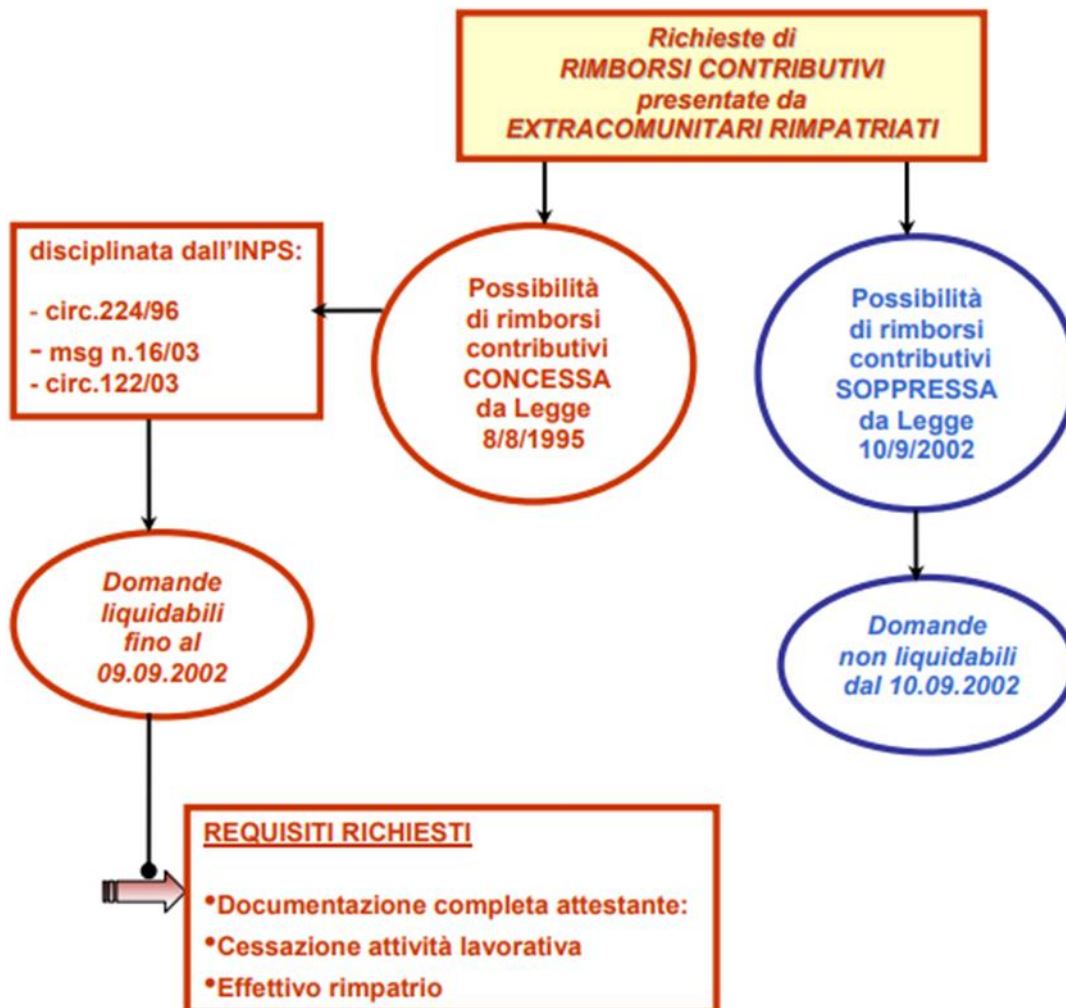 Richieste di
RIMBORSI CONTRIBUTIVI
presentate da
EXTRACOMUNITARI RIMPATRIATI
disciplinata dall'INPS:
- circ.224/96
- msg n.16/03
- circ.122/03
Possibilità
di rimborsi
contributivi
CONCESSA
da Legge
8/8/1995
Possibilità
di rimborsi
contributivi
SOPPRESSA
da Legge
10/9/2002
Domande
liquidabili
fino al
09.09.2002
Domande
non liquidabili
dal 10.09.2002
REQUISITI RICHIESTI
•Documentazione completa attestante:
•Cessazione attività lavorativa
•Effettivo rimpatrio